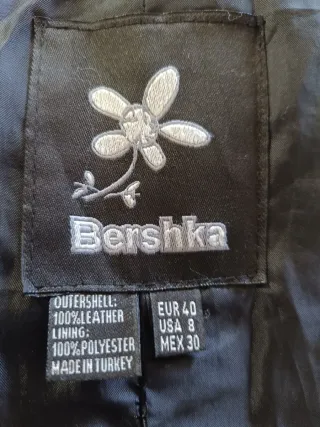 Bershka
OUTERSHELL:
100%LEATHER
LINING:
100%POLYESTER
MADE IN TURKEY
EUR 40
USA 8
MEX 30